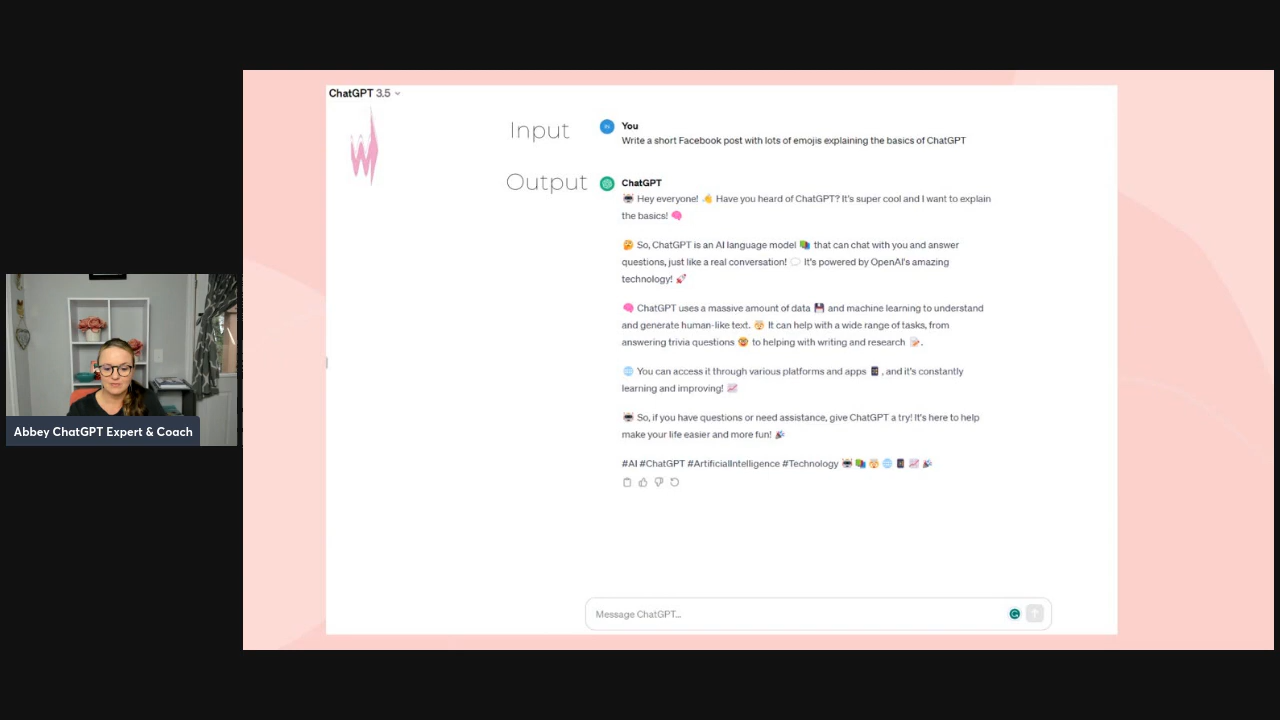 ChatGPT 3.5
Input
You
Write a short Facebook post with lots of emojis explaining the basics of ChatGPT
Output
ChatGPT
🤖 Hey everyone! 👋 Have you heard of ChatGPT? It's super cool and I want to explain
the basics! 🧠
🤔 So, ChatGPT is an AI language model 📚 that can chat with you and answer
questions, just like a real conversation! 💬 It's powered by OpenAI's amazing
technology! 🚀
🧠 ChatGPT uses a massive amount of data 💾 and machine learning to understand
and generate human-like text. 🤯 It can help with a wide range of tasks, from
answering trivia questions 🤓 to helping with writing and research 📝.
🌐 You can access it through various platforms and apps 📱, and it's constantly
learning and improving! 📈
🤖 So, if you have questions or need assistance, give ChatGPT a try! It's here to help
make your life easier and more fun! 🎉
#AI #ChatGPT #ArtificialIntelligence #Technology 🤖📚🤯🌐📱📈🎉
Message ChatGPT...
Abbey ChatGPT Expert & Coach